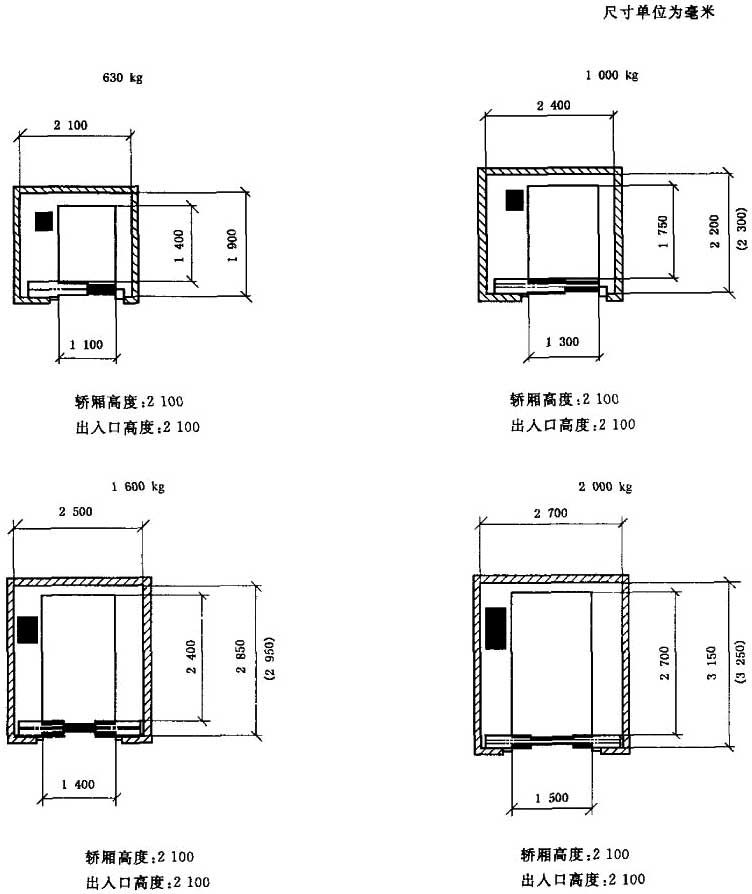 尺寸单位为毫米
630 kg
2 100
1 400
1 900
1 100
轿厢高度:2 100
出入口高度:2 100
1 000 kg
2 400
1 750
2 200
(2 300)
1 300
轿厢高度:2 100
出入口高度:2 100
1 600 kg
2 500
2 400
2 850
(2 950)
1 400
轿厢高度:2 100
出入口高度:2 100
2 000 kg
2 700
2 700
3 150
(3 250)
1 500
轿厢高度:2 100
出入口高度:2 100